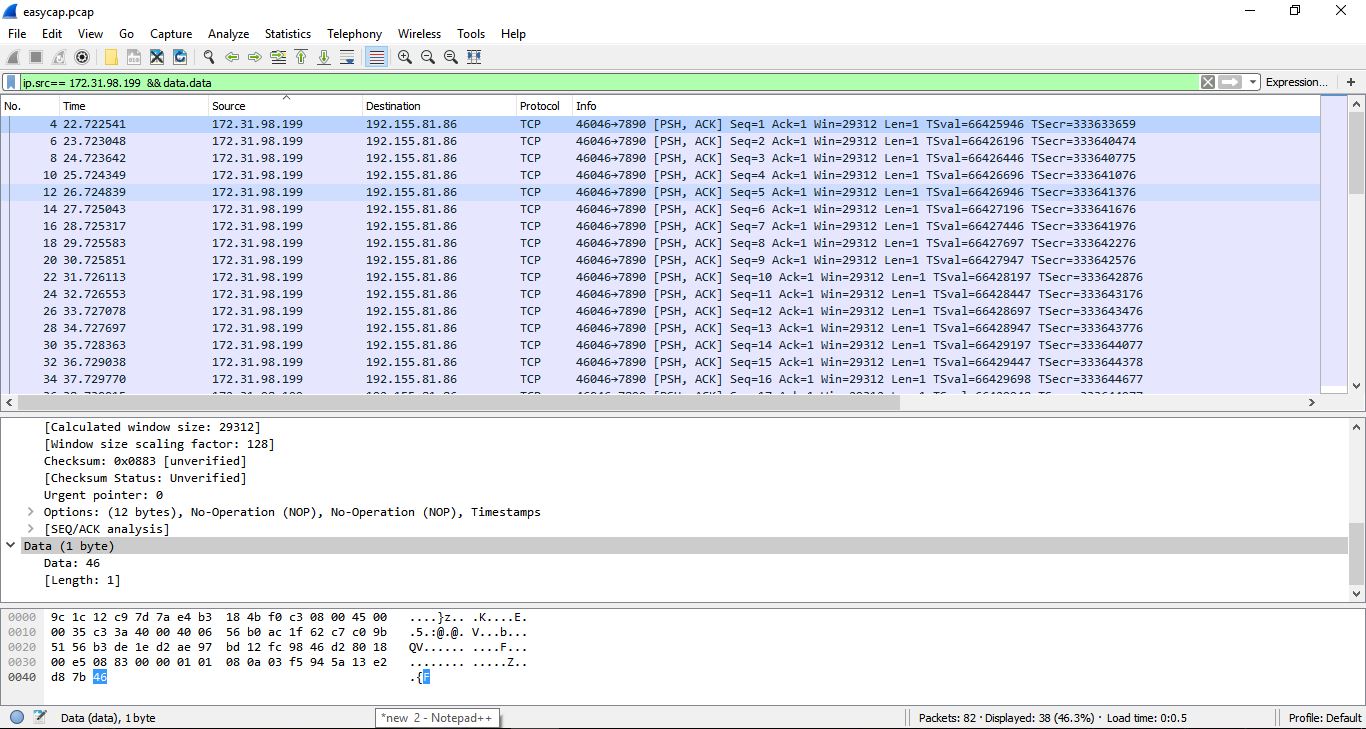 easycap.pcap
File Edit View Go Capture Analyze Statistics Telephony Wireless Tools Help
ip.src== 172.31.98.199 &&data.data Expression... +
No. Time Source Destination Protocol Info
4 22.722541 172.31.98.199 192.155.81.86 TCP 46046→7890 [PSH, ACK] Seq=1 Ack=1 Win=29312 Len=1 TSval=66425946 TSecr=333633659
6 23.723048 172.31.98.199 192.155.81.86 TCP 46046→7890 [PSH, ACK] Seq=2 Ack=1 Win=29312 Len=1 TSval=66426196 TSecr=333640474
8 24.723642 172.31.98.199 192.155.81.86 TCP 46046→7890 [PSH, ACK] Seq=3 Ack=1 Win=29312 Len=1 TSval=66426446 TSecr=333640775
10 25.724349 172.31.98.199 192.155.81.86 TCP 46046→7890 [PSH, ACK] Seq=4 Ack=1 Win=29312 Len=1 TSval=66426696 TSecr=333641076
12 26.724839 172.31.98.199 192.155.81.86 TCP 46046→7890 [PSH, ACK] Seq=5 Ack=1 Win=29312 Len=1 TSval=66426946 TSecr=333641376
14 27.725043 172.31.98.199 192.155.81.86 TCP 46046→7890 [PSH, ACK] Seq=6 Ack=1 Win=29312 Len=1 TSval=66427196 TSecr=333641676
16 28.725317 172.31.98.199 192.155.81.86 TCP 46046→7890 [PSH, ACK] Seq=7 Ack=1 Win=29312 Len=1 TSval=66427446 TSecr=333641976
18 29.725583 172.31.98.199 192.155.81.86 TCP 46046→7890 [PSH, ACK] Seq=8 Ack=1 Win=29312 Len=1 TSval=66427697 TSecr=333642276
20 30.725851 172.31.98.199 192.155.81.86 TCP 46046→7890 [PSH, ACK] Seq=9 Ack=1 Win=29312 Len=1 TSval=66427947 TSecr=333642576
22 31.726113 172.31.98.199 192.155.81.86 TCP 46046→7890 [PSH, ACK] Seq=10 Ack=1 Win=29312 Len=1 TSval=66428197 TSecr=333642876
24 32.726553 172.31.98.199 192.155.81.86 TCP 46046→7890 [PSH, ACK] Seq=11 Ack=1 Win=29312 Len=1 TSval=66428447 TSecr=333643176
26 33.727078 172.31.98.199 192.155.81.86 TCP 46046→7890 [PSH, ACK] Seq=12 Ack=1 Win=29312 Len=1 TSval=66428697 TSecr=333643476
28 34.727697 172.31.98.199 192.155.81.86 TCP 46046→7890 [PSH, ACK] Seq=13 Ack=1 Win=29312 Len=1 TSval=66428947 TSecr=333643776
30 35.728363 172.31.98.199 192.155.81.86 TCP 46046→7890 [PSH, ACK] Seq=14 Ack=1 Win=29312 Len=1 TSval=66429197 TSecr=333644077
32 36.729038 172.31.98.199 192.155.81.86 TCP 46046→7890 [PSH, ACK] Seq=15 Ack=1 Win=29312 Len=1 TSval=66429447 TSecr=333644378
34 37.729770 172.31.98.199 192.155.81.86 TCP 46046→7890 [PSH, ACK] Seq=16 Ack=1 Win=29312 Len=1 TSval=66429698 TSecr=333644677
[Calculated window size: 29312]
[Window size scaling factor: 128]
Checksum: 0x0883 [unverified]
[Checksum Status: Unverified]
Urgent pointer: 0
Options: (12 bytes), No-Operation (NOP), No-Operation (NOP), Timestamps
[SEQ/ACK analysis]
Data (1 byte)
Data: 46
[Length: 1]
0000 9c 1c 12 c9 7d 7a e4 b3 18 4b f0 c3 08 00 45 00 ....}z.. .K....E.
0010 00 35 c3 3a 40 00 40 06 56 b0 ac 1f 62 c7 c0 9b .5.:@.@. V...b...
0020 51 56 b3 de 1e d2 ae 97 bd 12 fc 98 46 d2 80 18 QV...... ....F...
0030 00 e5 08 83 00 00 01 01 08 0a 03 f5 94 5a 13 e2 ........ .....Z..
0040 d8 7b 46 .{F
Data (data), 1 byte *new 2 - Notepad++ Packets: 82 · Displayed: 38 (46.3%) · Load time: 0:0.5 Profile: Default